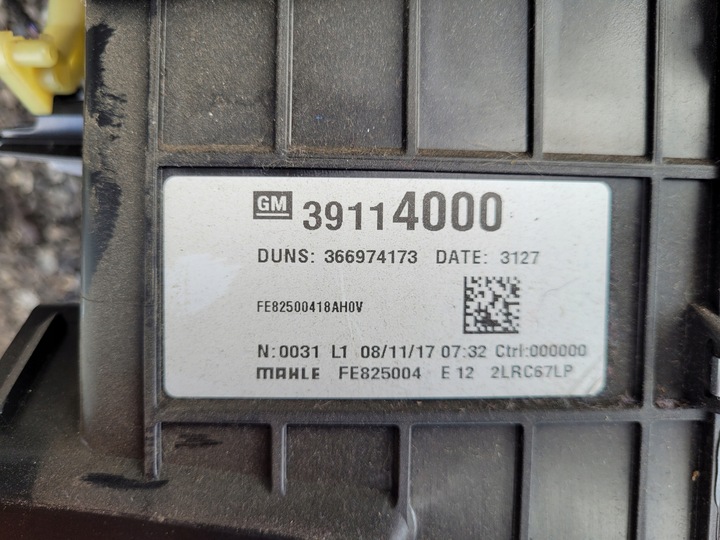 GM 39114000
DUNS: 366974173 DATE: 3127
FE82500418AH0V
N:0031 L1 08/11/17 07:32 Ctrl:000000
MAHLE FE825004 E 12 2LRC67LP